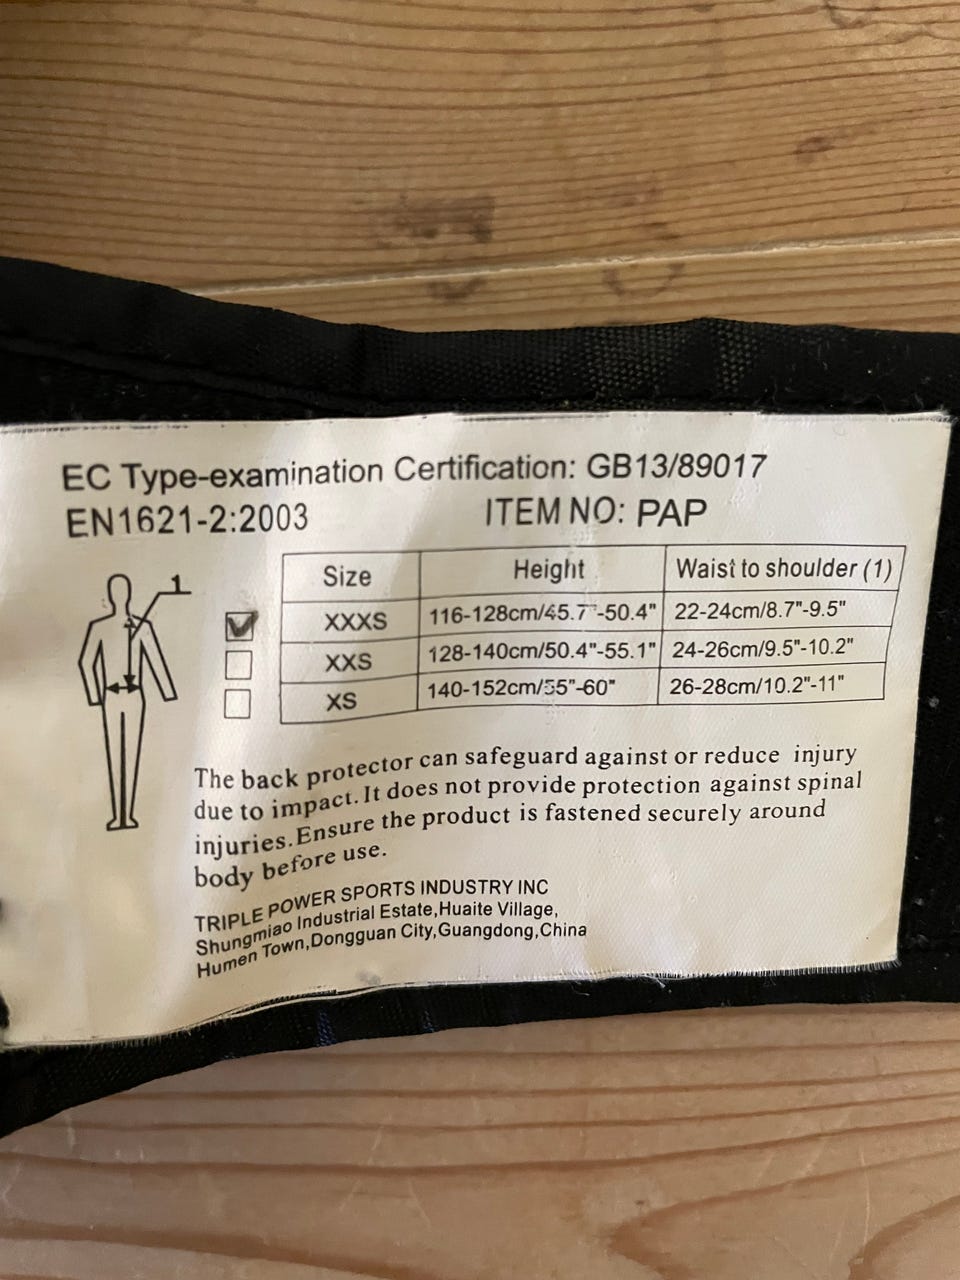 EC Type-examination Certification: GB13/89017
EN1621-2:2003 ITEM NO: PAP
1
Size Height Waist to shoulder (1)
XXXS 116-128cm/45.7"-50.4" 22-24cm/8.7"-9.5"
XXS 128-140cm/50.4"-55.1" 24-26cm/9.5"-10.2"
XS 140-152cm/55"-60" 26-28cm/10.2"-11"
The back protector can safeguard against or reduce injury
due to impact. It does not provide protection against spinal
injuries. Ensure the product is fastened securely around
body before use.
TRIPLE POWER SPORTS INDUSTRY INC
Shungmiao Industrial Estate,Huaite Village,
Humen Town,Dongguan City,Guangdong,China